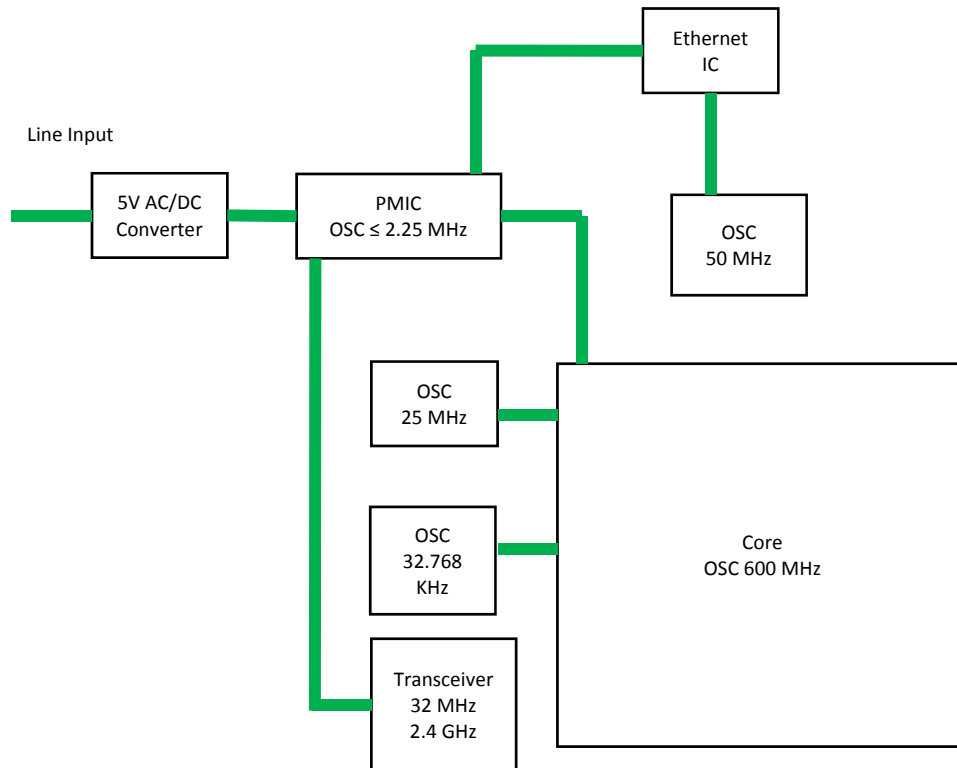 Ethernet
IC
Line Input
5V AC/DC
Converter
PMIC
OSC ≤ 2.25 MHz
OSC
50 MHz
OSC
25 MHz
OSC
32.768
KHz
Core
OSC 600 MHz
Transceiver
32 MHz
2.4 GHz